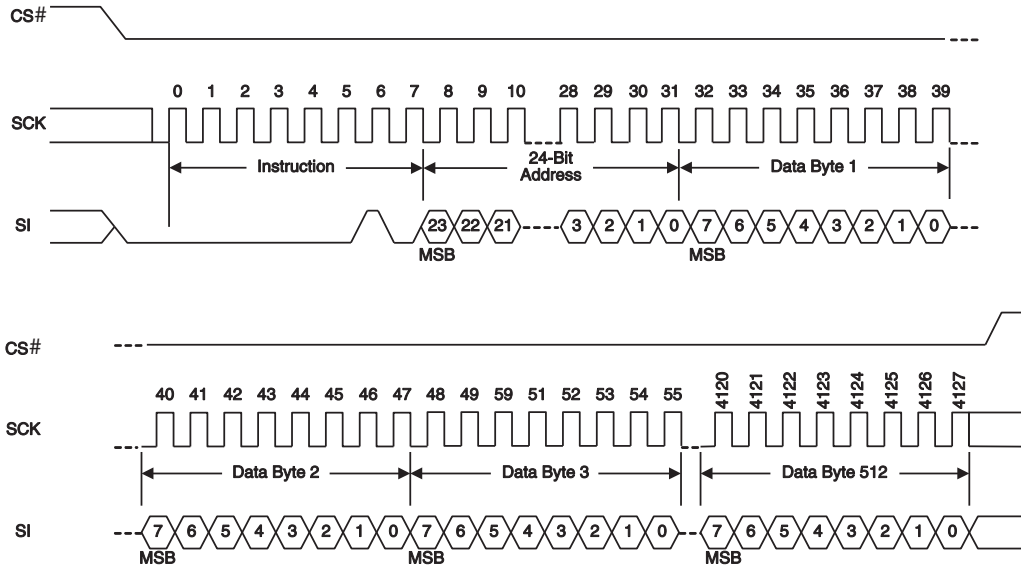 CS#
0 1 2 3 4 5 6 7 8 9 10 28 29 30 31 32 33 34 35 36 37 38 39
SCK
Instruction 24-Bit Address Data Byte 1
SI 23 22 21 3 2 1 0 7 6 5 4 3 2 1 0
MSB MSB
CS#
40 41 42 43 44 45 46 47 48 49 59 51 52 53 54 55 4120 4121 4122 4123 4124 4125 4126 4127
SCK
Data Byte 2 Data Byte 3 Data Byte 512
SI 7 6 5 4 3 2 1 0 7 6 5 4 3 2 1 0 7 6 5 4 3 2 1 0
MSB MSB MSB